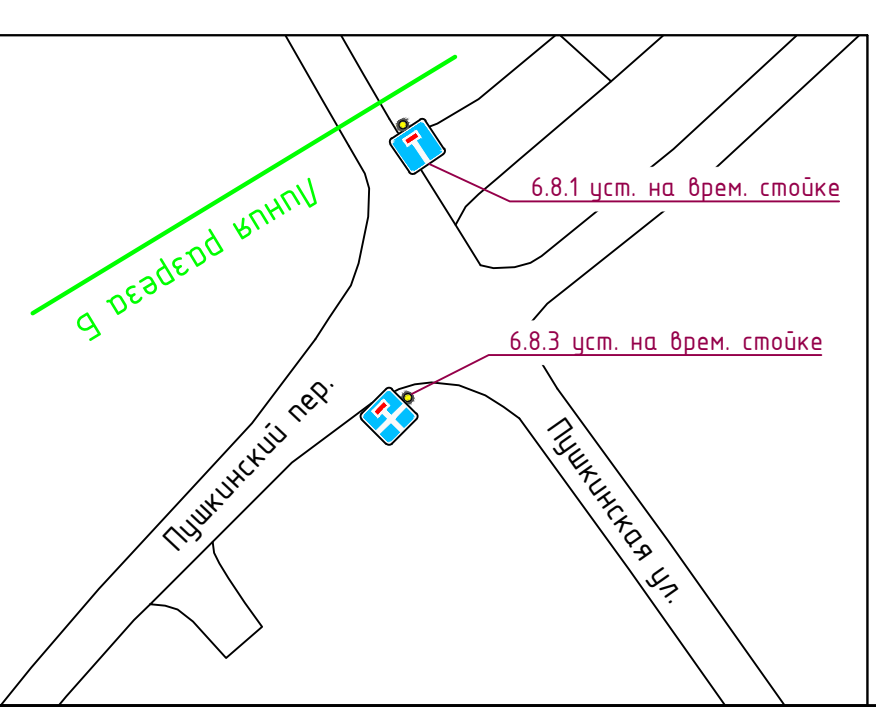 6.8.1 уст. на врем. стойке
Линия разреза Б
6.8.3 уст. на врем. стойке
Пушкинский пер.
Пушкинская ул.